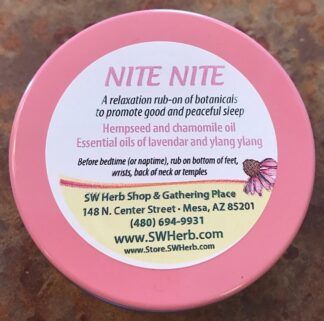 NITE NITE
A relaxation rub-on of botanicals
to promote good and peaceful sleep
Hempseed and chamomile oil
Essential oils of lavendar and ylang ylang
Before bedtime (or naptime), rub on bottom of feet,
wrists, back of neck or temples
SW Herb Shop & Gathering Place
148 N. Center Street • Mesa, AZ 85201
(480) 694-9931
www.SWHerb.com
www.Store.SWHerb.com